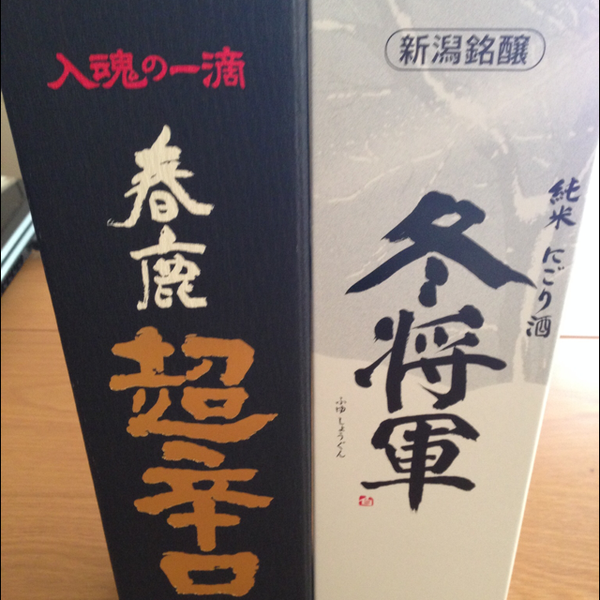 入魂の一滴
春鹿
超辛口
新潟銘醸
純米 にごり酒
冬将軍
ふゆしょうぐん